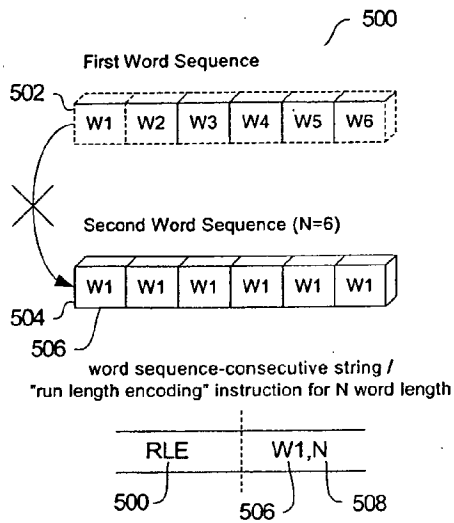 500
First Word Sequence
502
W1 W2 W3 W4 W5 W6
Second Word Sequence (N=6)
W1 W1 W1 W1 W1 W1
504
506
word sequence-consecutive string /
"run length encoding" instruction for N word length
RLE W1,N
500 506 508